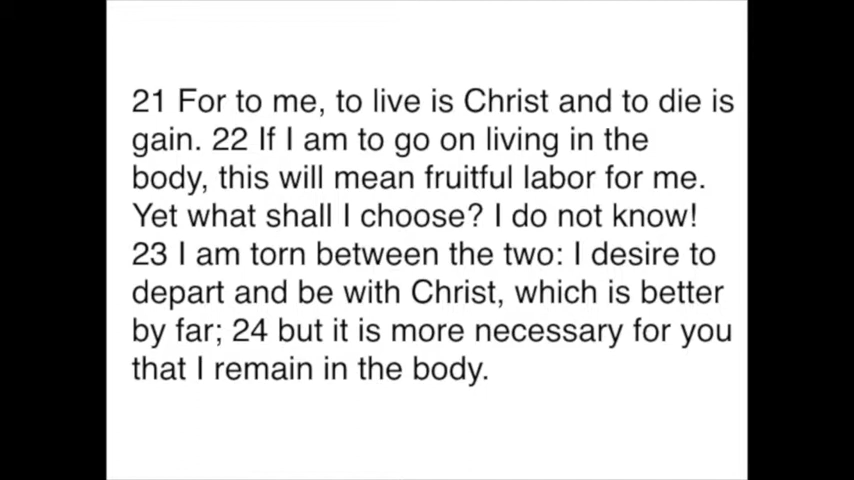 21 For to me, to live is Christ and to die is
gain. 22 If I am to go on living in the
body, this will mean fruitful labor for me.
Yet what shall I choose? I do not know!
23 I am torn between the two: I desire to
depart and be with Christ, which is better
by far; 24 but it is more necessary for you
that I remain in the body.